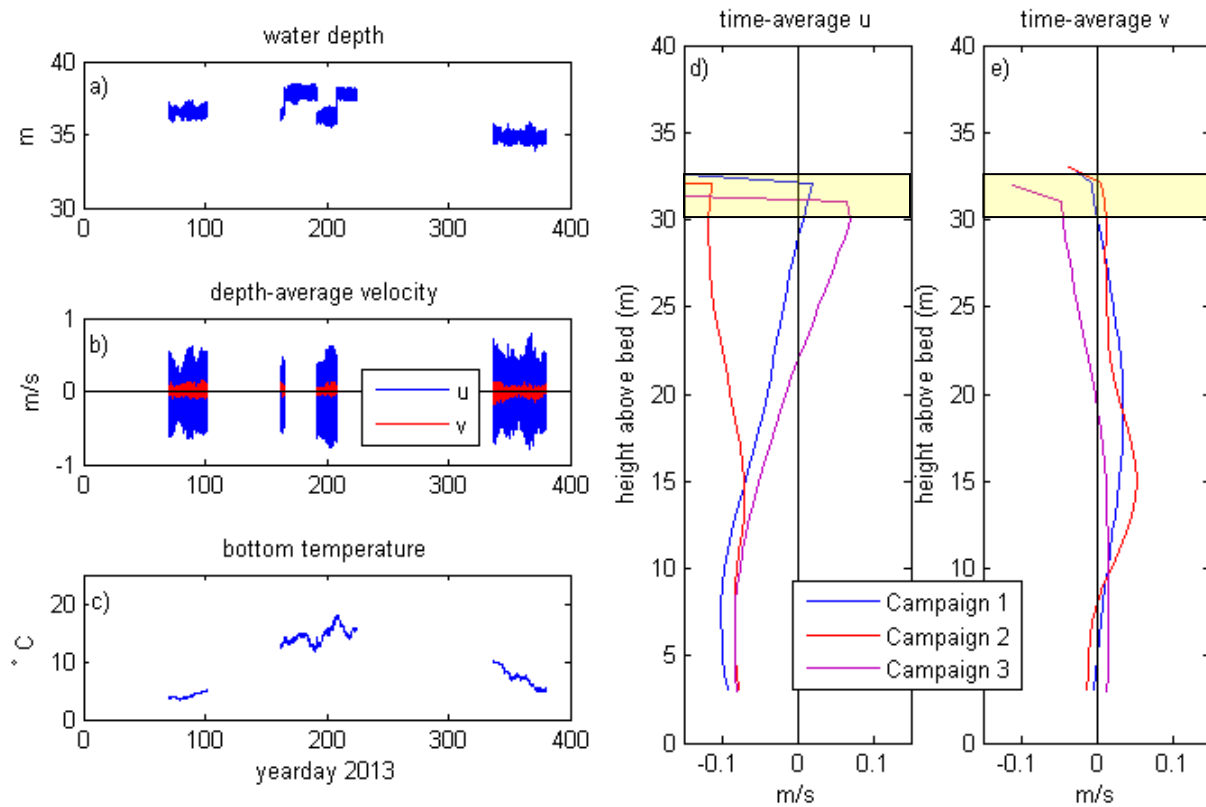 water depth
a)
m
40
35
30
0
100
200
300
400
depth-average velocity
b)
m/s
1
0
-1
u
v
0
100
200
300
400
bottom temperature
c)
°C
20
10
0
0
100
200
300
400
yearday 2013
time-average u
d)
height above bed (m)
40
35
30
25
20
15
10
5
0
-0.1
0
0.1
m/s
time-average v
e)
height above bed (m)
40
35
30
25
20
15
10
5
0
-0.1
0
0.1
m/s
Campaign 1
Campaign 2
Campaign 3